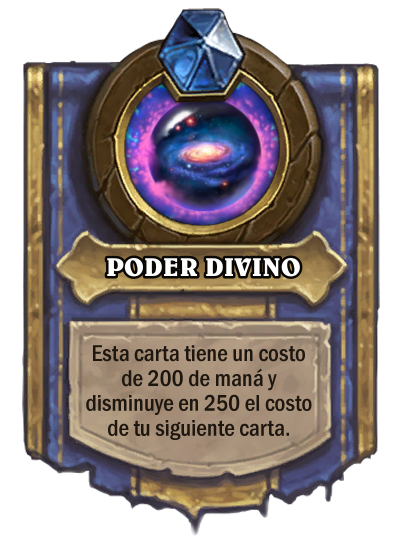 PODER DIVINO
Esta carta tiene un costo
de 200 de maná y
disminuye en 250 el costo
de tu siguiente carta.